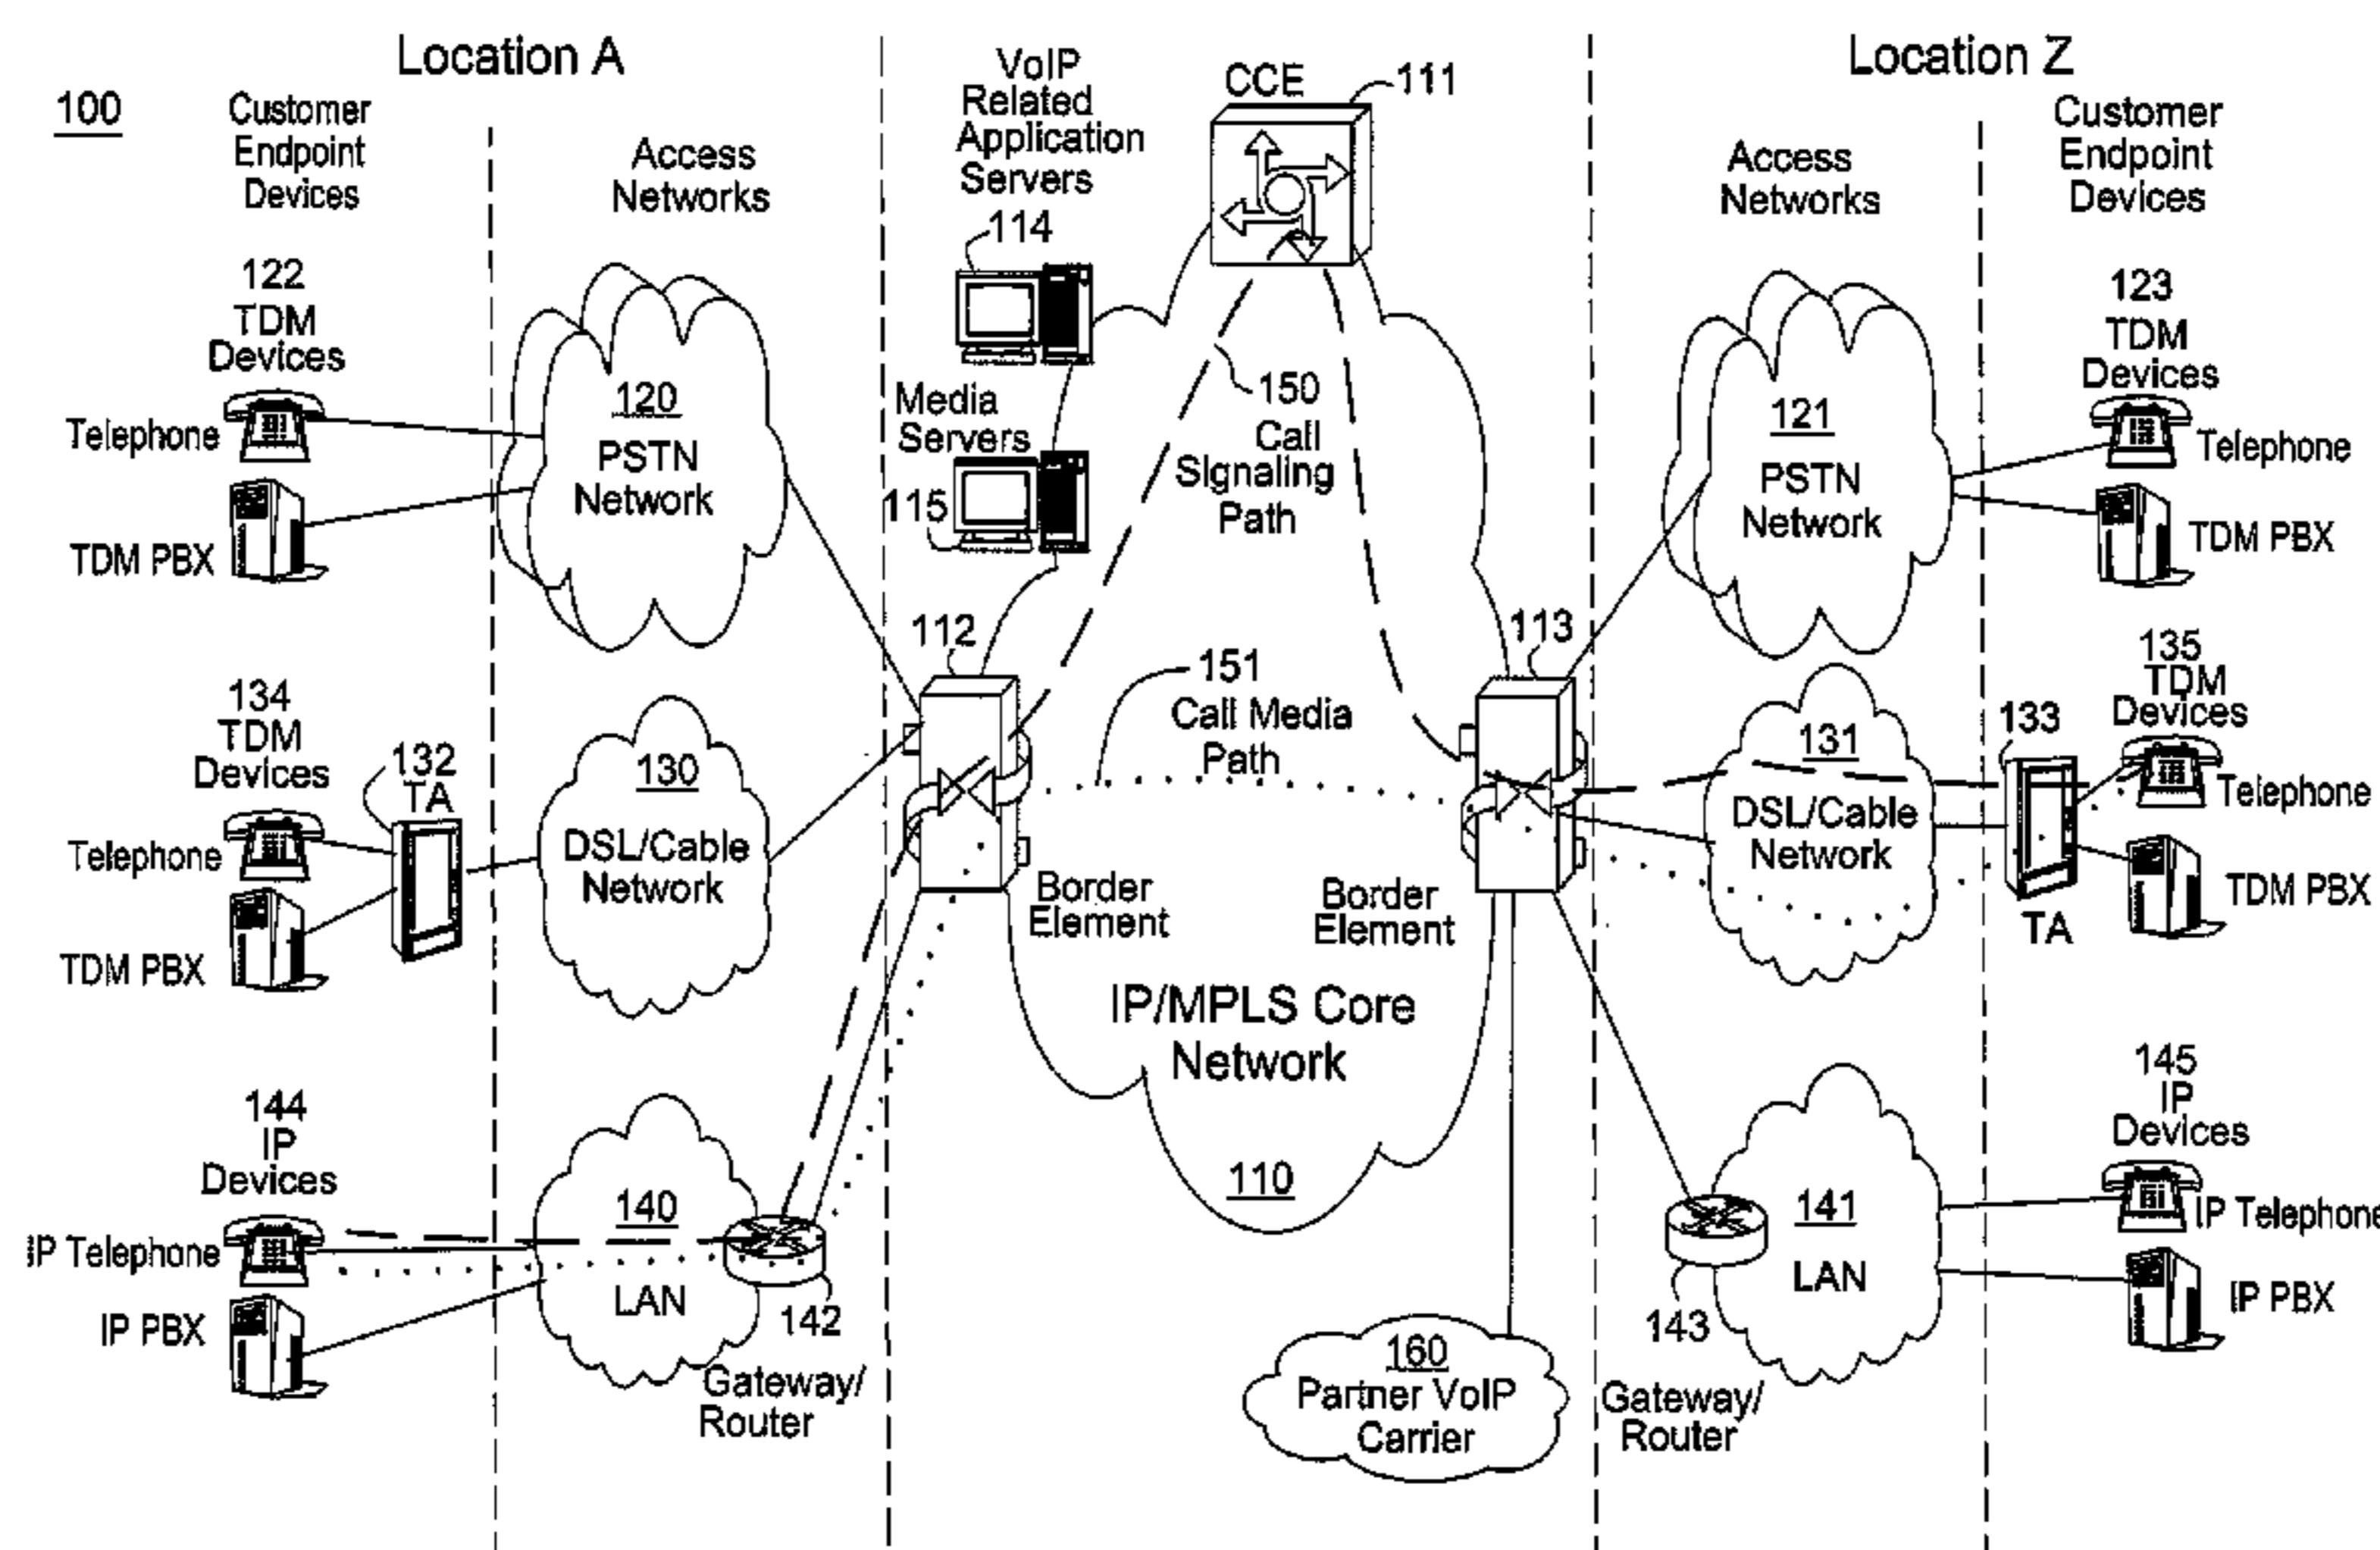 Location A
Location Z
100
Customer
Endpoint
Devices
Access
Networks
VoIP
Related
Application
Servers
114
CCE
111
Access
Networks
Customer
Endpoint
Devices
122
TDM
Devices
Telephone
TDM PBX
120
PSTN
Network
Media
Servers
115
150
Call
Signaling
Path
121
PSTN
Network
123
TDM
Devices
Telephone
TDM PBX
134
TDM
Devices
Telephone
TDM PBX
132
TA
130
DSL/Cable
Network
112
Border
Element
151
Call Media
Path
113
Border
Element
131
DSL/Cable
Network
133
TA
135
TDM
Devices
Telephone
TDM PBX
IP/MPLS Core
Network
110
144
IP
Devices
IP Telephone
IP PBX
140
LAN
142
Gateway/
Router
160
Partner VoIP
Carrier
143
Gateway/
Router
141
LAN
145
IP
Devices
IP Telephone
IP PBX